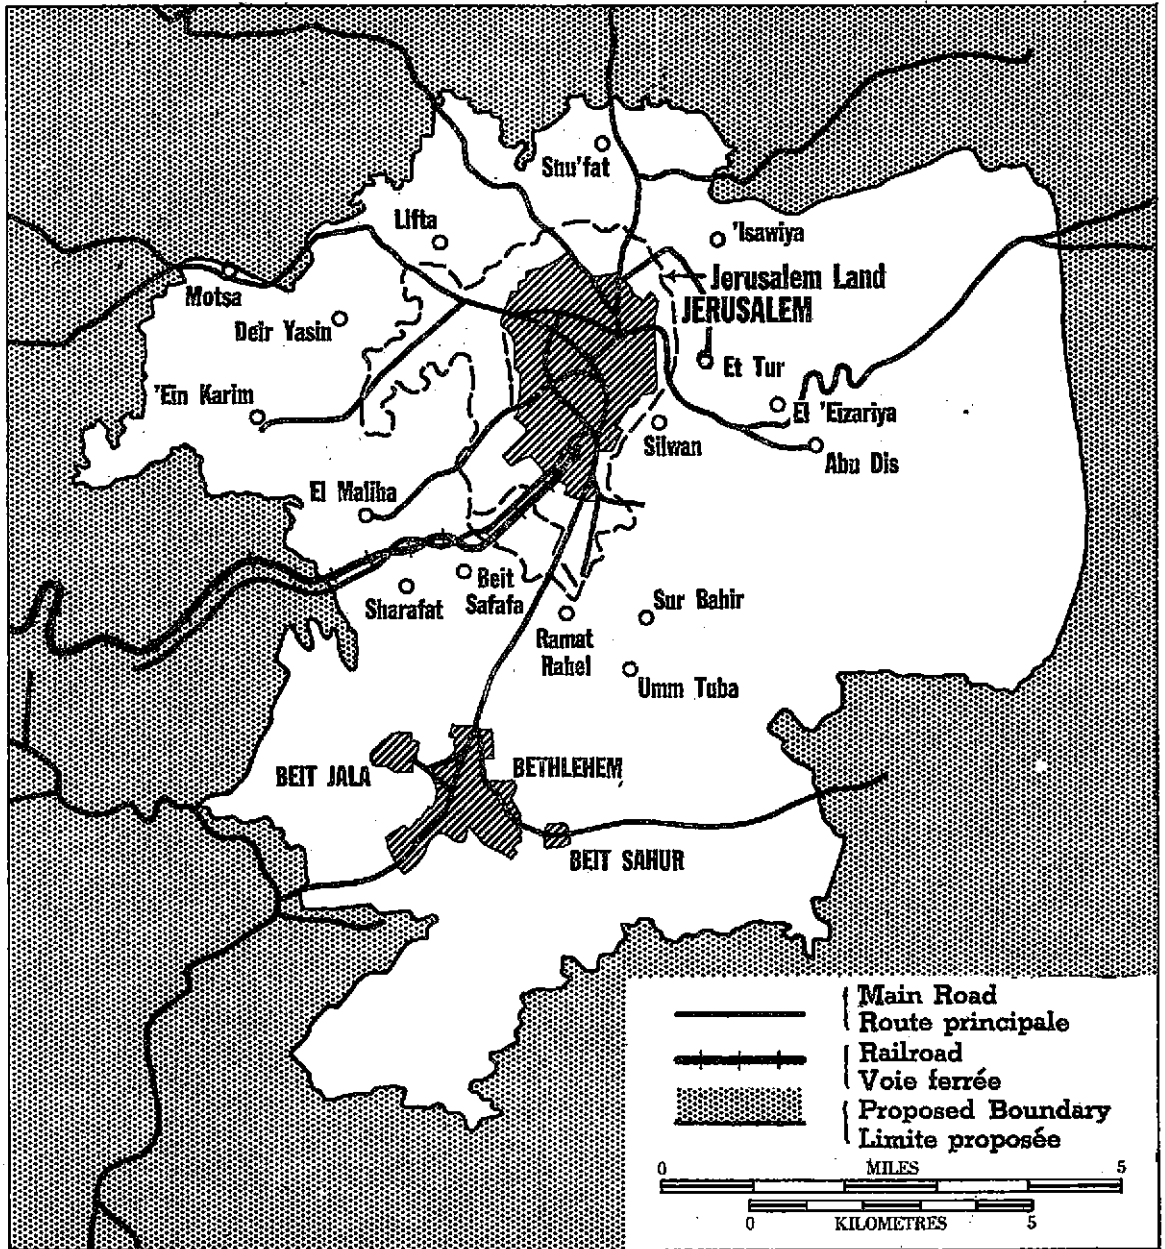 Shu'fat
Lifta
'Isawiya
Jerusalem Land
JERUSALEM
Motsa
Deir Yasin
Et Tur
'Ein Karim
El 'Eizariya
Silwan
Abu Dis
El Maliha
Beit
Safafa
Sharafat
Sur Bahir
Ramat
Rahel
Umm Tuba
BEIT JALA
BETHLEHEM
BEIT SAHUR
Main Road
Route principale
Railroad
Voie ferrée
Proposed Boundary
Limite proposée
0 MILES 5
0 KILOMETRES 5